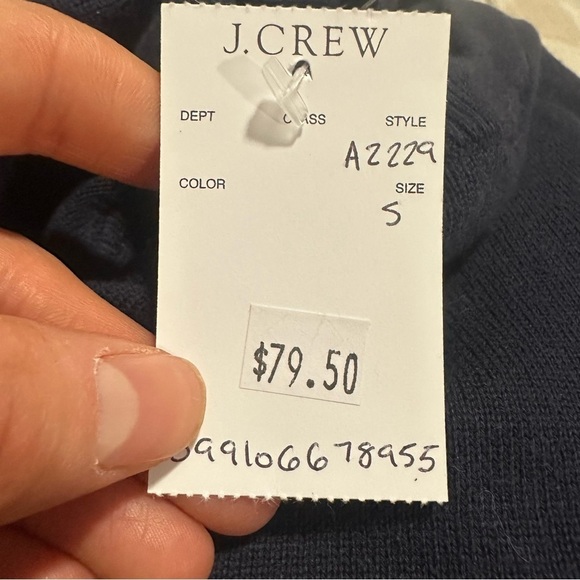 J.CREW
DEPT CLASS STYLE
A2229
COLOR SIZE
S
$79.50
99106678955